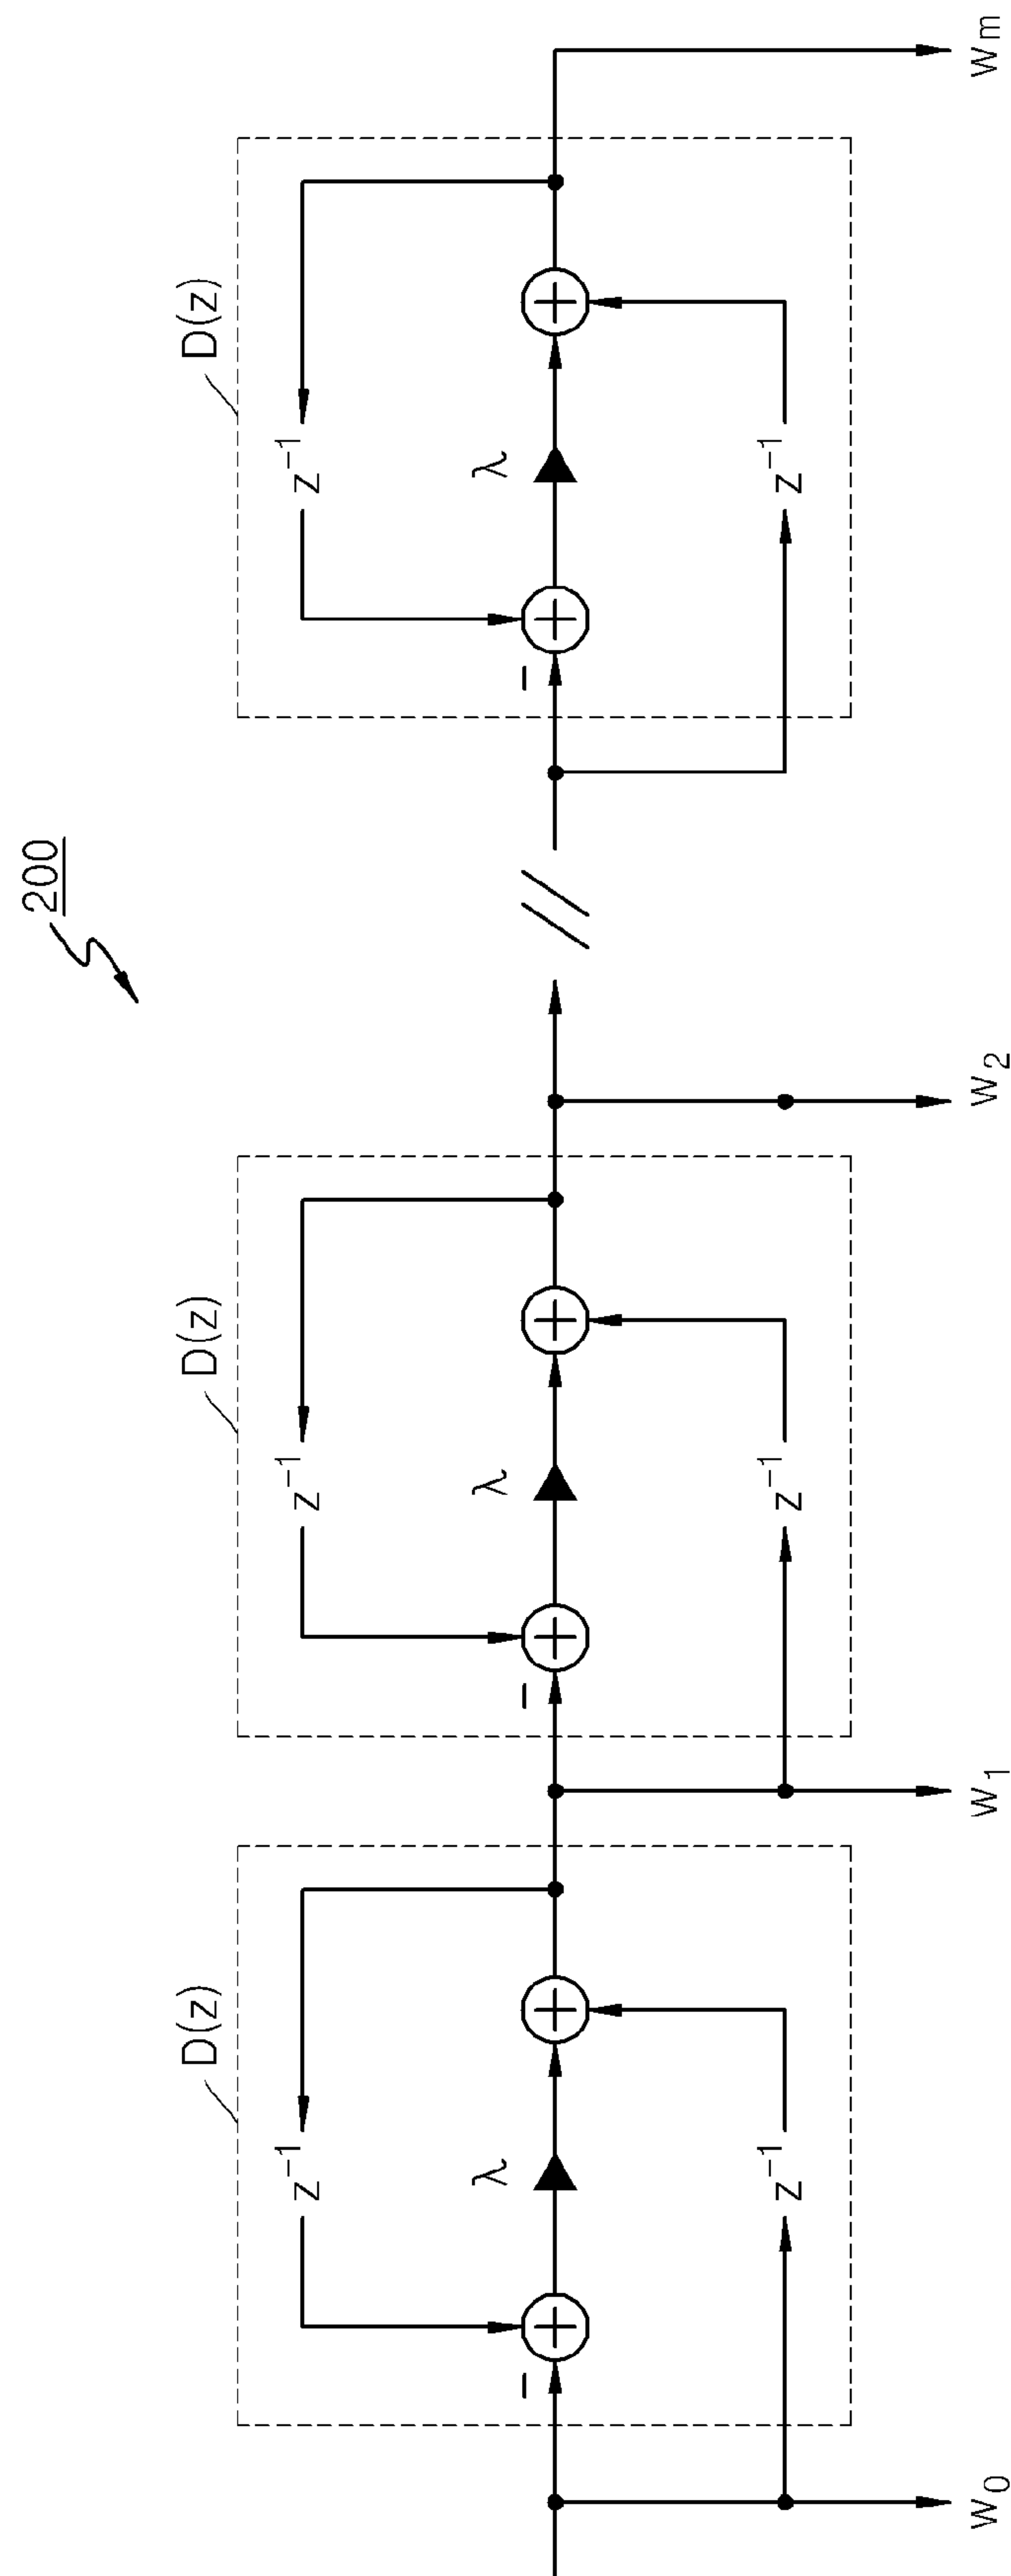 200
D(z)
D(z)
D(z)
z⁻¹
z⁻¹
z⁻¹
−
λ
−
λ
−
λ
z⁻¹
z⁻¹
z⁻¹
w₀
w₁
w₂
wₘ